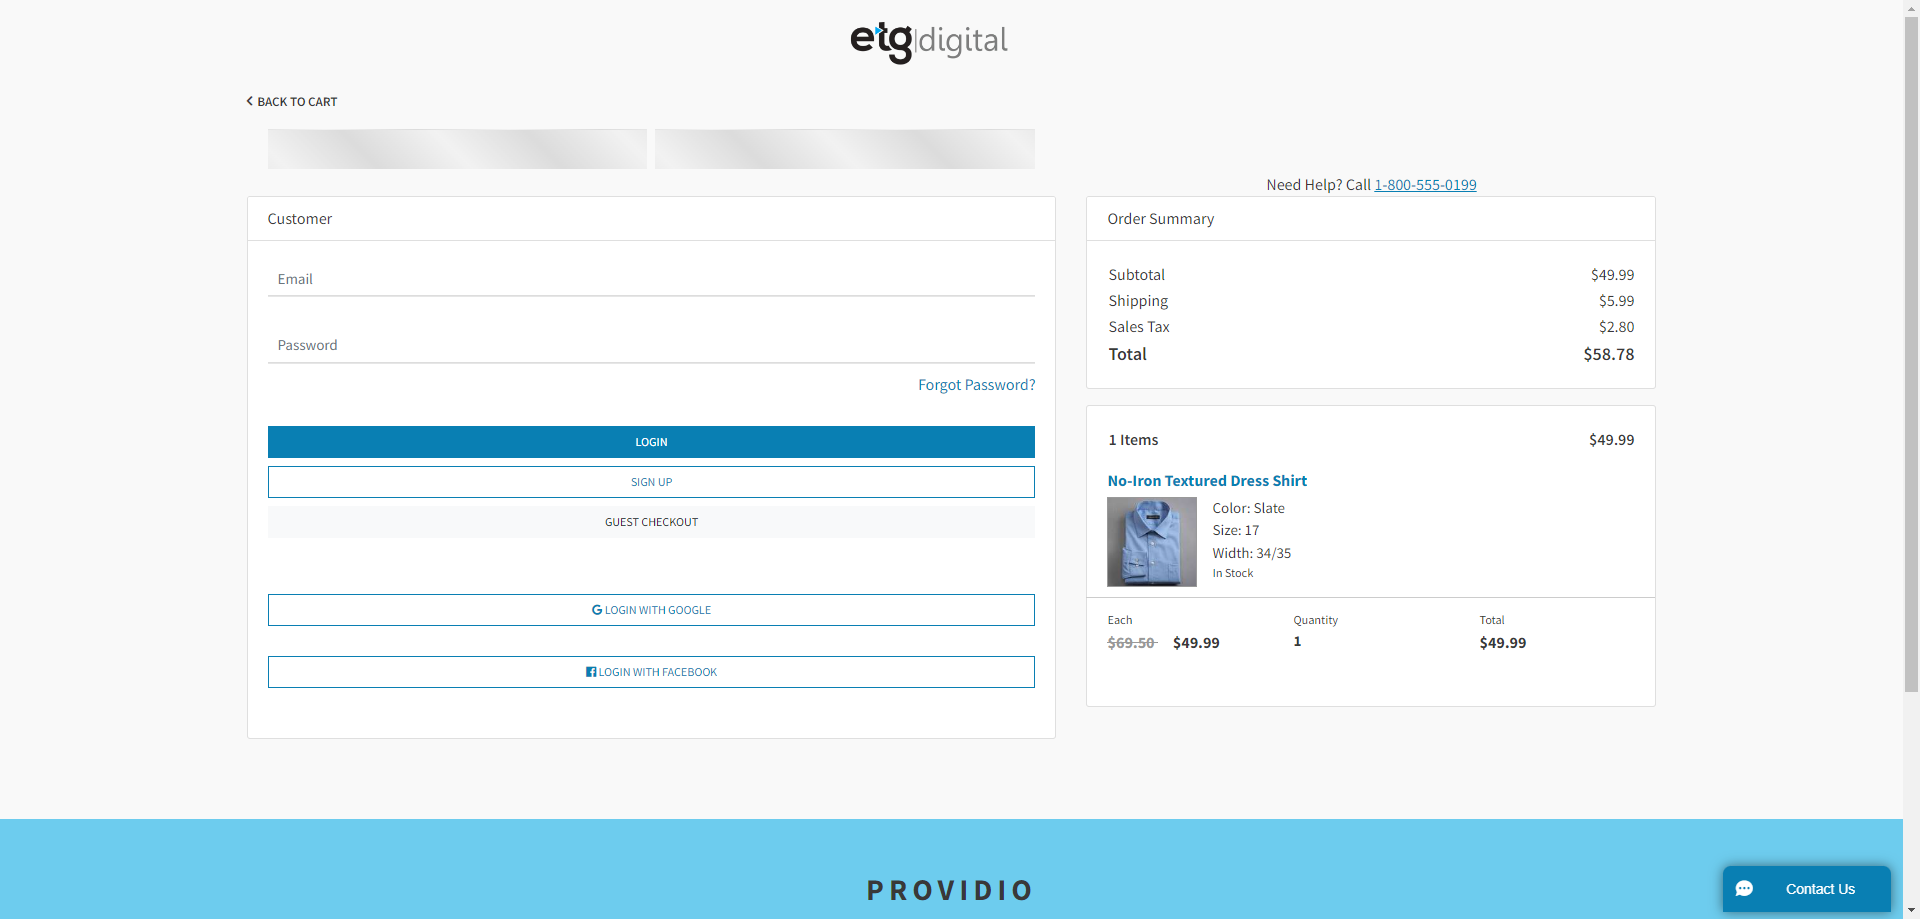 etg|digital
BACK TO CART
Need Help? Call 1-800-555-0199
Customer
Email
Password
Forgot Password?
LOGIN
SIGN UP
GUEST CHECKOUT
LOGIN WITH GOOGLE
LOGIN WITH FACEBOOK
Order Summary
Subtotal $49.99
Shipping $5.99
Sales Tax $2.80
Total $58.78
1 Items $49.99
No-Iron Textured Dress Shirt
Color: Slate
Size: 17
Width: 34/35
In Stock
Each Quantity Total
$69.50 $49.99 1 $49.99
PROVIDIO
Contact Us